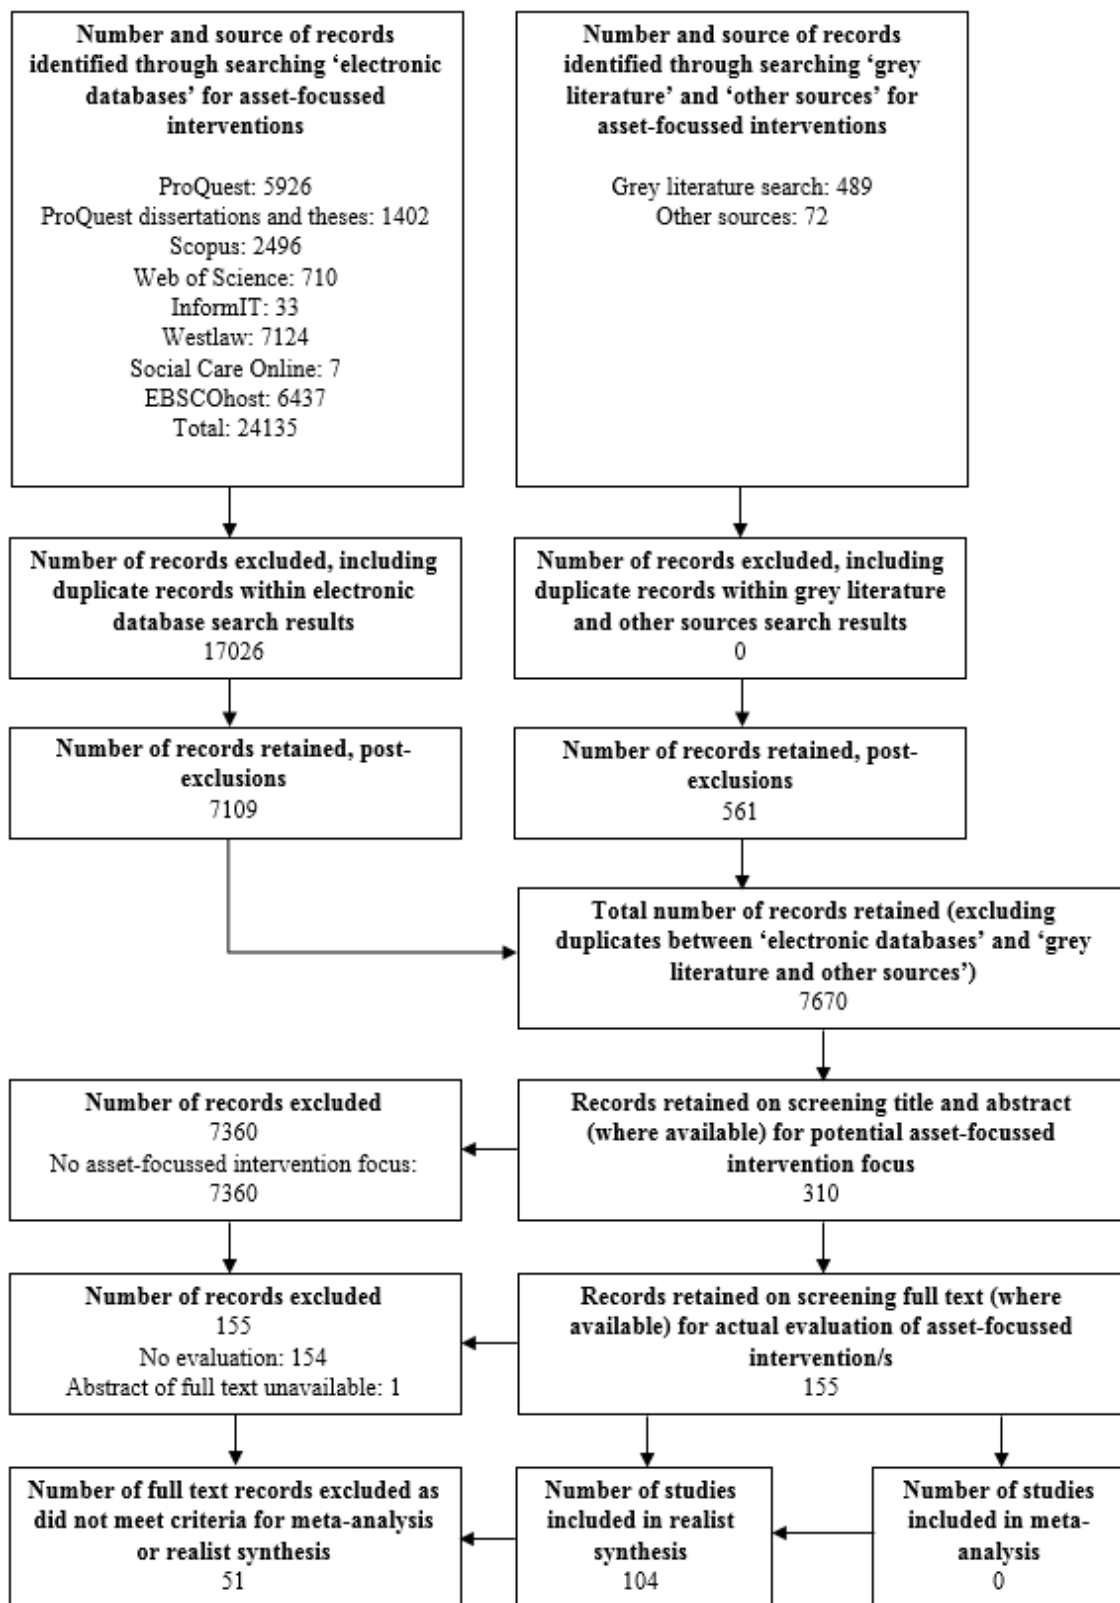 Number and source of records
identified through searching ‘electronic
databases’ for asset-focussed
interventions
ProQuest: 5926
ProQuest dissertations and theses: 1402
Scopus: 2496
Web of Science: 710
InformIT: 33
Westlaw: 7124
Social Care Online: 7
EBSCOhost: 6437
Total: 24135
Number and source of records
identified through searching ‘grey
literature’ and ‘other sources’ for
asset-focussed interventions
Grey literature search: 489
Other sources: 72
Number of records excluded, including
duplicate records within electronic
database search results
17026
Number of records excluded, including
duplicate records within grey literature
and other sources search results
0
Number of records retained, post-
exclusions
7109
Number of records retained, post-
exclusions
561
Total number of records retained (excluding
duplicates between ‘electronic databases’ and ‘grey
literature and other sources’)
7670
Number of records excluded
7360
No asset-focussed intervention focus:
7360
Records retained on screening title and abstract
(where available) for potential asset-focussed
intervention focus
310
Number of records excluded
155
No evaluation: 154
Abstract of full text unavailable: 1
Records retained on screening full text (where
available) for actual evaluation of asset-focussed
intervention/s
155
Number of full text records excluded as
did not meet criteria for meta-analysis
or realist synthesis
51
Number of studies
included in realist
synthesis
104
Number of studies
included in meta-
analysis
0